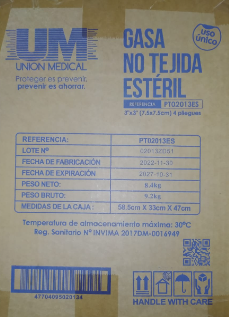 UM
UNION MEDICAL
Proteger es prevenir,
prevenir es ahorrar.
GASA
NO TEJIDA
ESTÉRIL
uso
único
PT02013ES
3"x3" (7.5x7.5cm) 4 pliegues
REFERENCIA: PT02013ES
LOTE Nº
FECHA DE FABRICACIÓN
FECHA DE EXPIRACIÓN
PESO NETO: 8.4kg
PESO BRUTO: 9.2kg
MEDIDAS DE LA CAJA: 58.5cm X 33cm X 47cm
Temperatura de almacenamiento máximo: 30ºC
Reg. Sanitario Nº INVIMA 2017DM-0016949
HANDLE WITH CARE